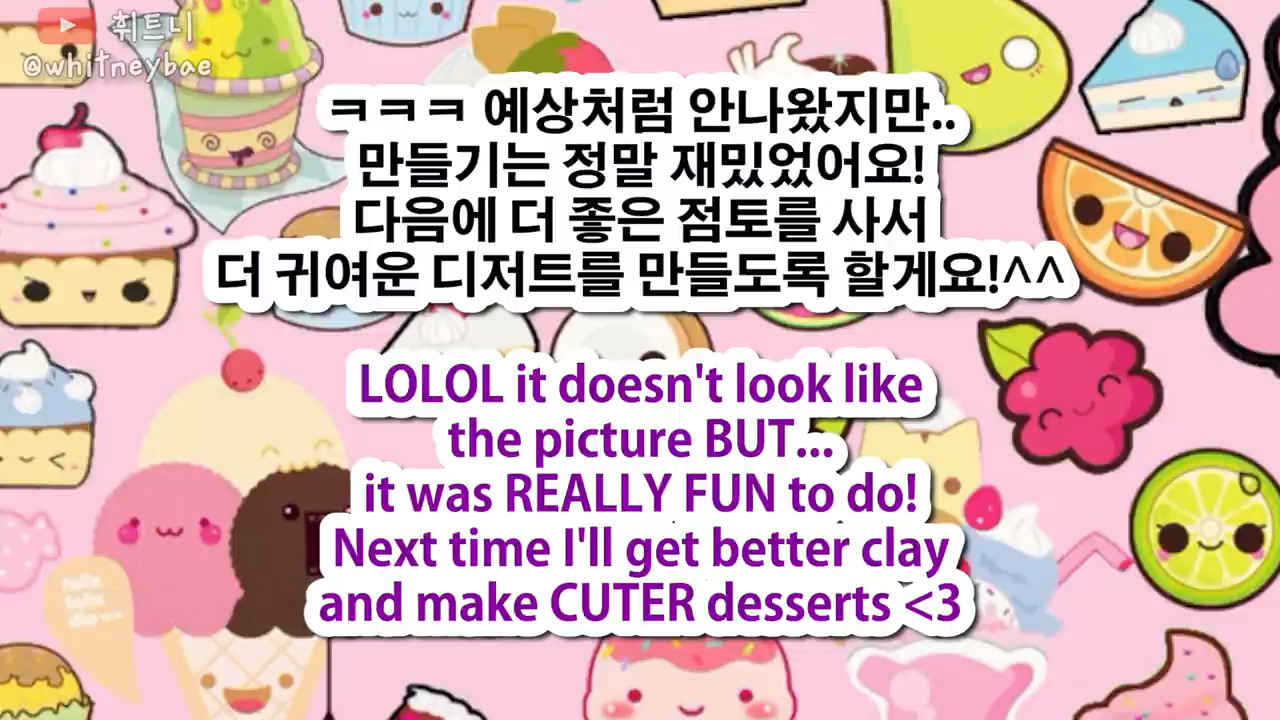 휘트니
@whitneybae
ㅋㅋㅋ 예상처럼 안나왔지만..
만들기는 정말 재밌었어요!
다음에 더 좋은 점토를 사서
더 귀여운 디저트를 만들도록 할게요!^^
LOLOL it doesn't look like
the picture BUT...
it was REALLY FUN to do!
Next time I'll get better clay
and make CUTER desserts <3